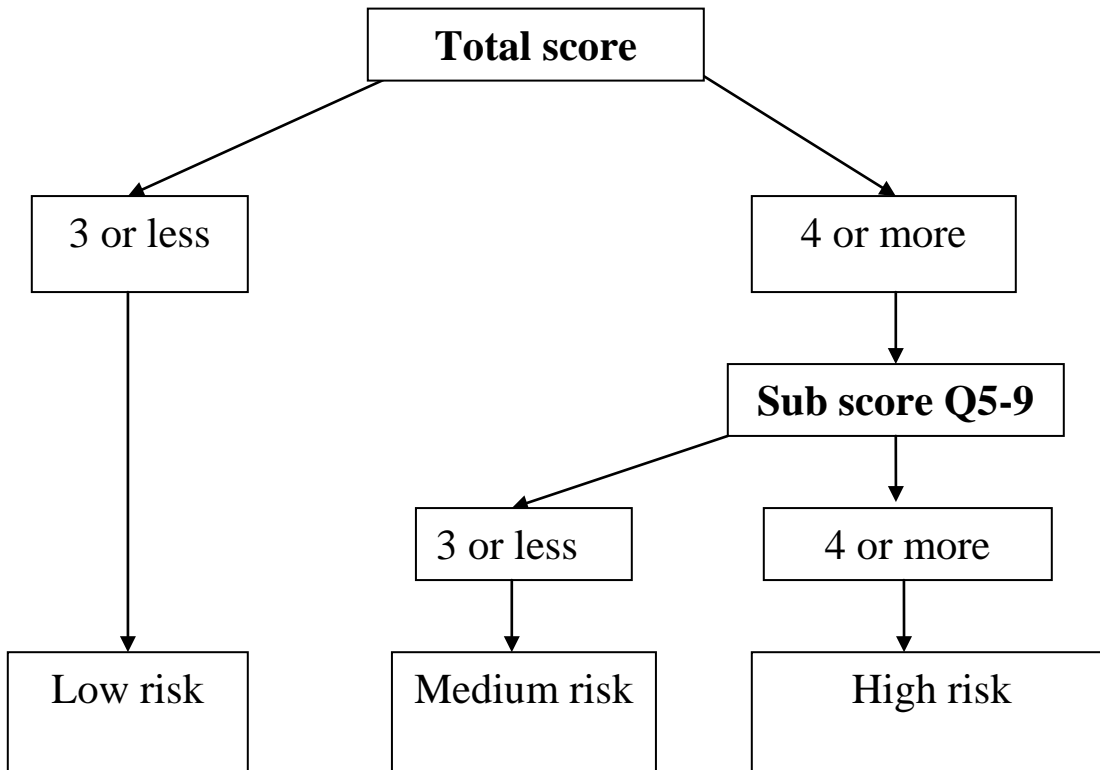 Total score
3 or less
4 or more
Sub score Q5-9
3 or less
4 or more
Low risk
Medium risk
High risk